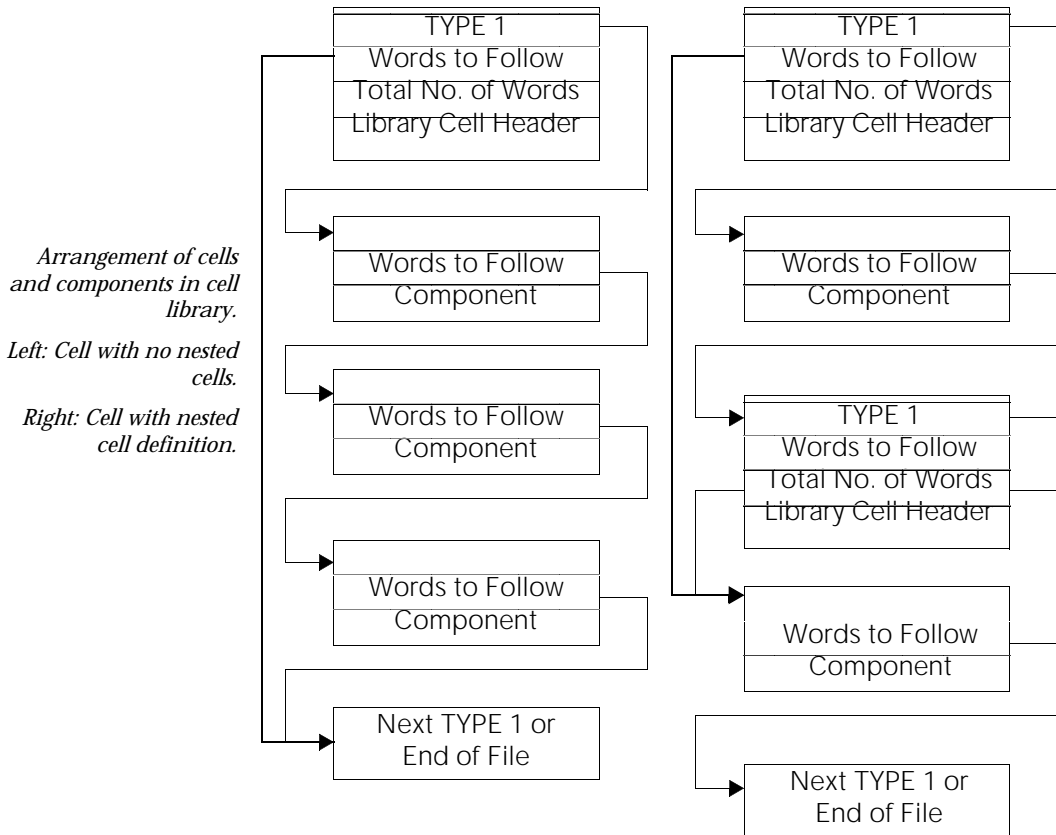 Arrangement of cells
and components in cell
library.
Left: Cell with no nested
cells.
Right: Cell with nested
cell definition.
TYPE 1
Words to Follow
Total No. of Words
Library Cell Header
Words to Follow
Component
Words to Follow
Component
Words to Follow
Component
Next TYPE 1 or
End of File
TYPE 1
Words to Follow
Total No. of Words
Library Cell Header
Words to Follow
Component
TYPE 1
Words to Follow
Total No. of Words
Library Cell Header
Words to Follow
Component
Next TYPE 1 or
End of File